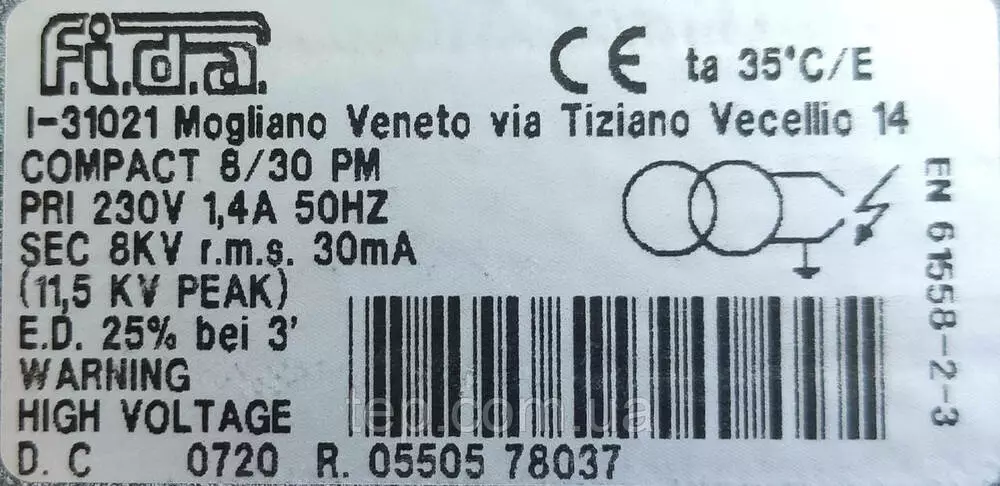 f.i.d.a.
CE ta 35°C/E
I-31021 Mogliano Veneto via Tiziano Vecellio 14
COMPACT 8/30 PM
PRI 230V 1,4A 50HZ
SEC 8KV r.m.s. 30mA
(11,5 KV PEAK)
E.D. 25% bei 3'
WARNING
HIGH VOLTAGE
D. C 0720 R. 05505 78037
EN 61558-2-3
teo.com.ua